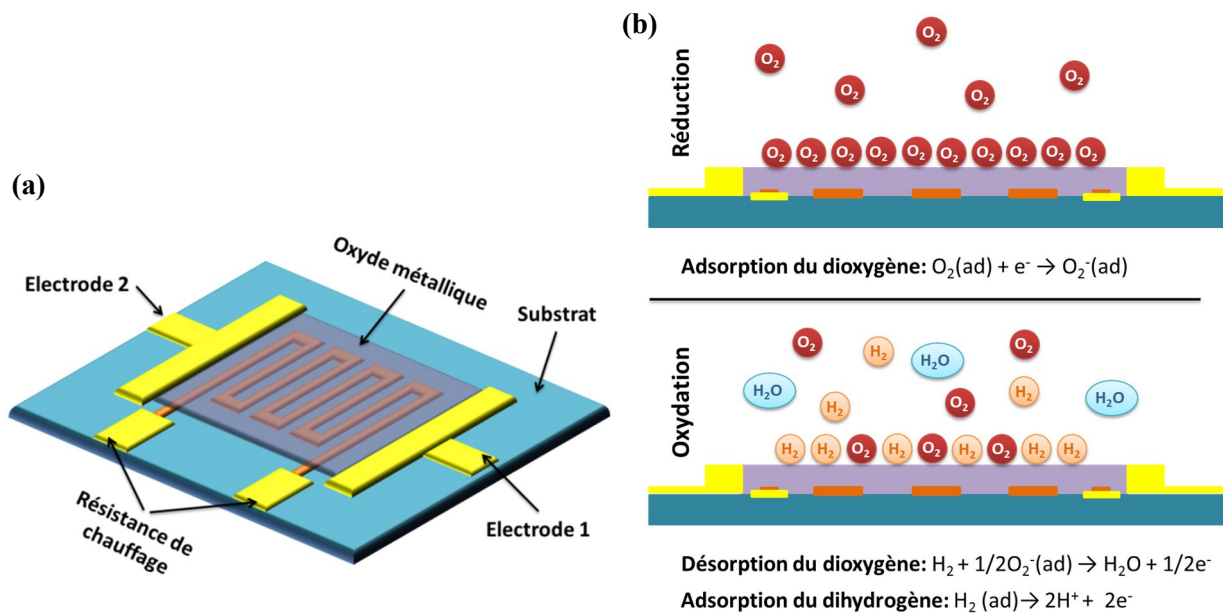 (a)
Electrode 2
Oxyde métallique
Substrat
Résistance de
chauffage
Electrode 1
(b)
Réduction
O₂
O₂
O₂
O₂
O₂
O₂ O₂ O₂ O₂ O₂ O₂ O₂ O₂ O₂ O₂
Adsorption du dioxygène: O₂(ad) + e⁻ → O₂⁻(ad)
Oxydation
O₂ H₂ H₂O O₂
H₂O H₂ O₂ H₂ H₂O
H₂ H₂ O₂ H₂ O₂ H₂ O₂ H₂ H₂
Désorption du dioxygène: H₂ + 1/2O₂⁻(ad) → H₂O + 1/2e⁻
Adsorption du dihydrogène: H₂ (ad)→ 2H⁺ + 2e⁻